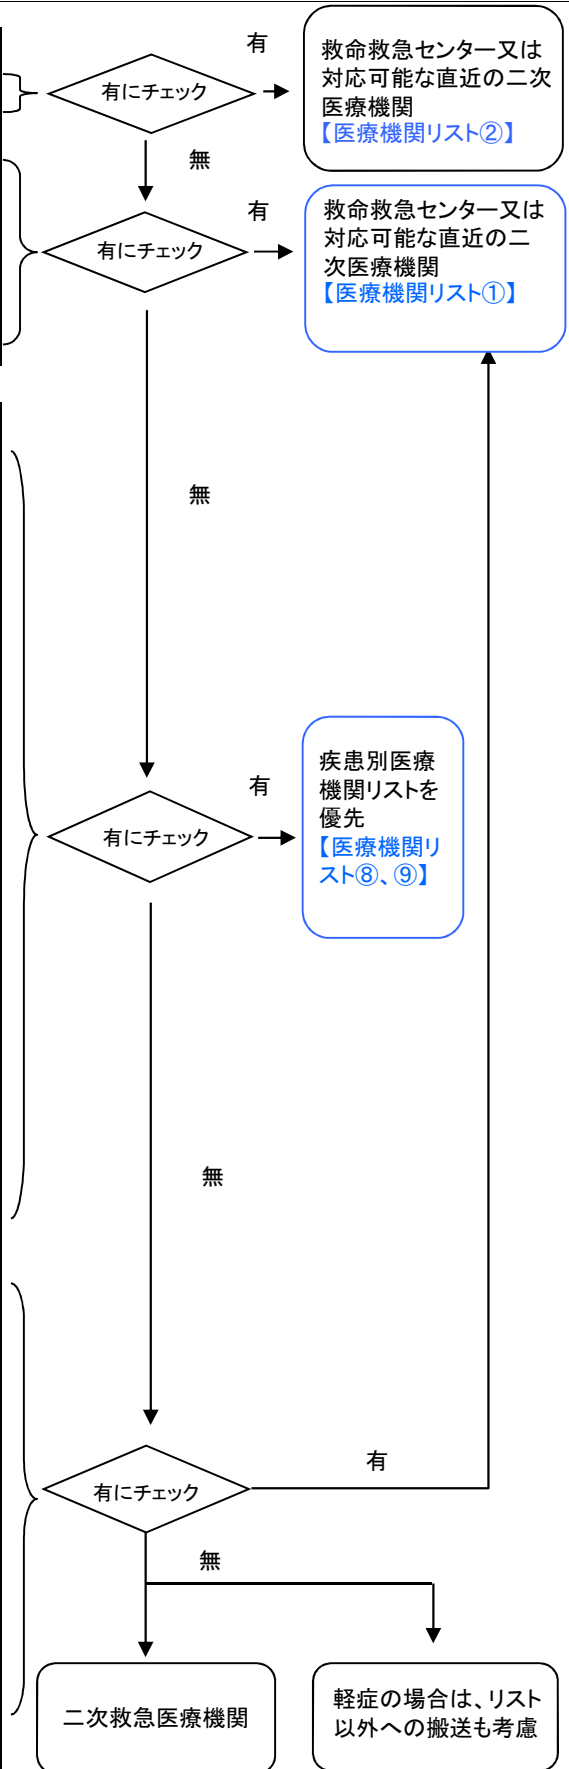 有
救命救急センター又は
対応可能な直近の二次
医療機関
【医療機関リスト②】
有にチェック
無
有
救命救急センター又は
対応可能な直近の二
次医療機関
【医療機関リスト①】
有にチェック
無
有
疾患別医療
機関リストを
優先
【医療機関リ
スト⑧、⑨】
有にチェック
無
有
有にチェック
無
二次救急医療機関
軽症の場合は、リスト
以外への搬送も考慮